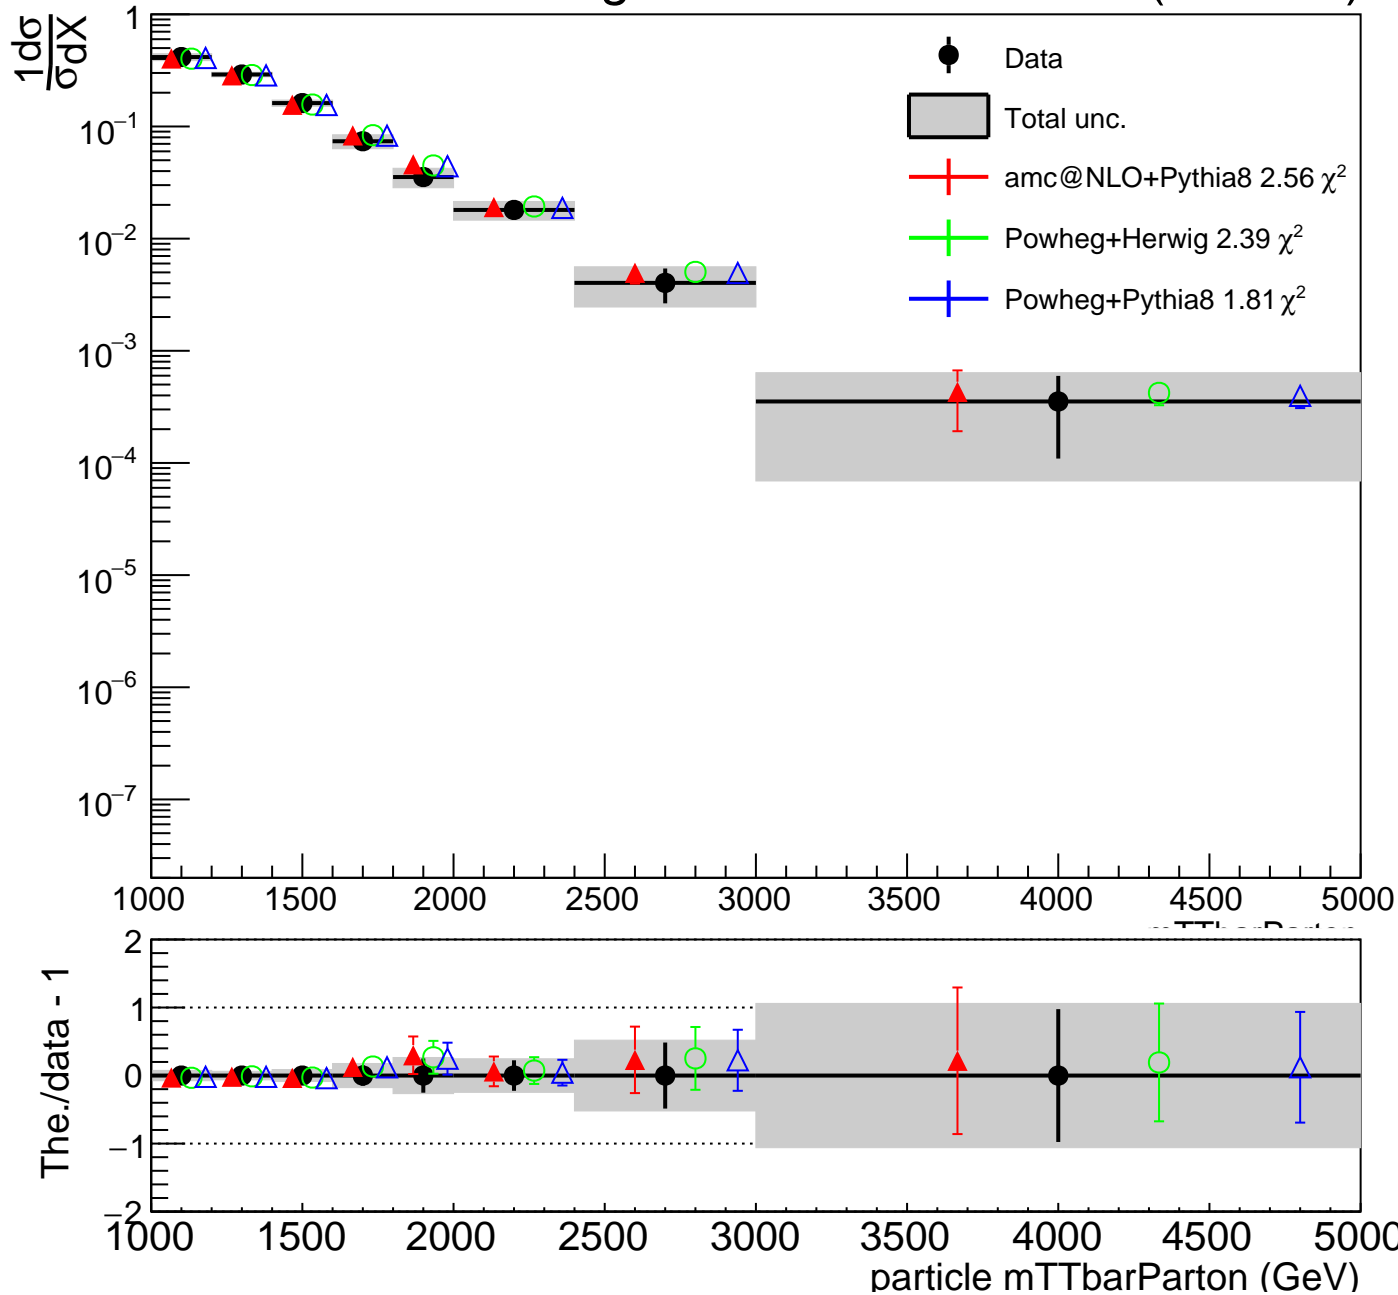 1dσ
σdX
Data
Total unc.
amc@NLO+Pythia8 2.56 χ²
Powheg+Herwig 2.39 χ²
Powheg+Pythia8 1.81 χ²
1
10⁻¹
10⁻²
10⁻³
10⁻⁴
10⁻⁵
10⁻⁶
10⁻⁷
1000 1500 2000 2500 3000 3500 4000 4500 5000
mTTbarParton
The./data - 1
2
1
0
−1
−2
1000 1500 2000 2500 3000 3500 4000 4500 5000
particle mTTbarParton (GeV)